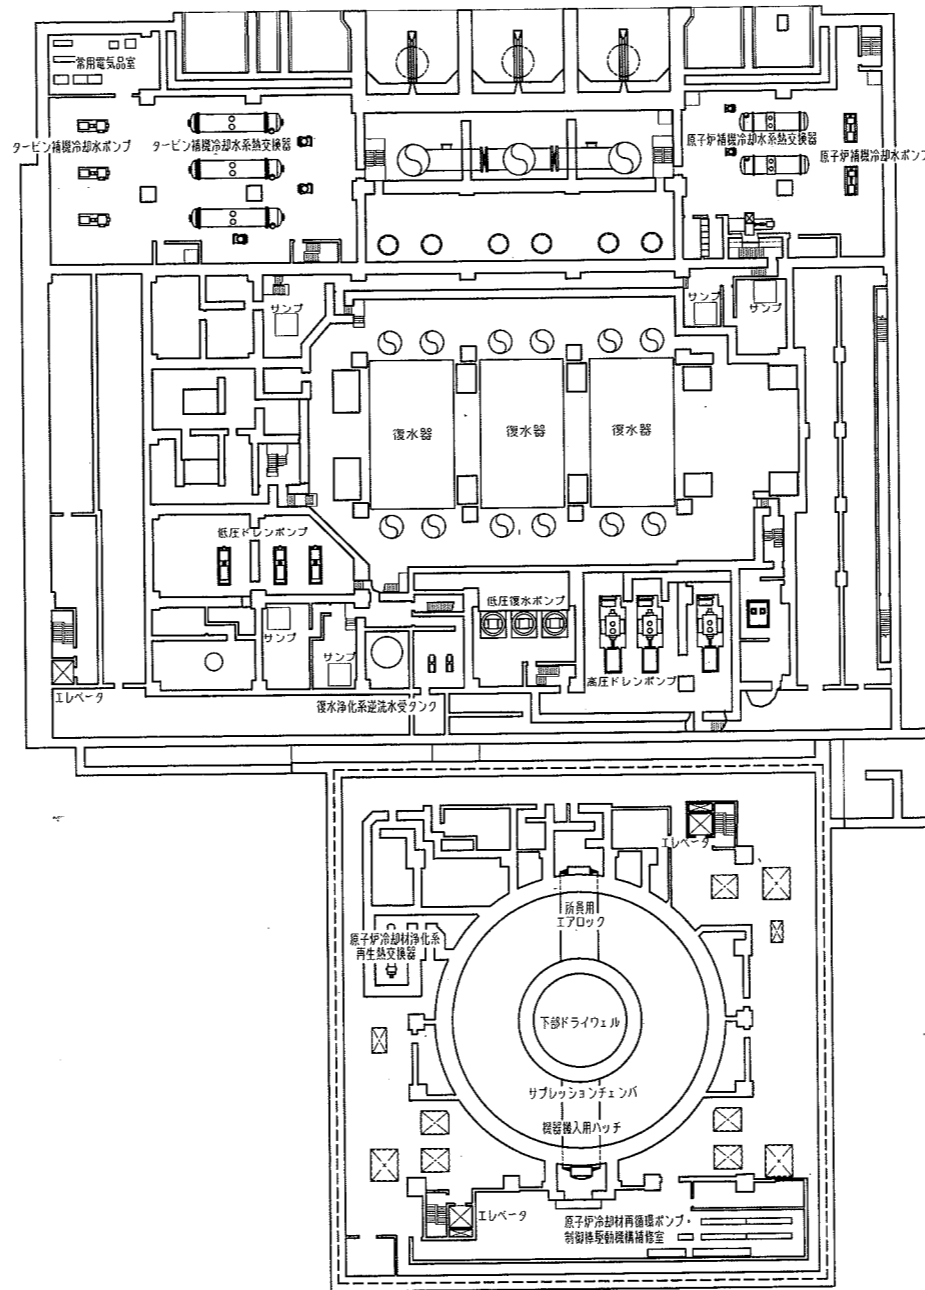 常用電気品室
タービン補機冷却水ポンプ
タービン補機冷却水系熱交換器
原子炉補機冷却水系熱交換器
原子炉補機冷却水ポンプ
サンプ
サンプ
サンプ
復水器
復水器
復水器
低圧ドレンポンプ
低圧復水ポンプ
サンプ
サンプ
高圧ドレンポンプ
エレベータ
復水浄化系逆洗水受タンク
エレベータ
所員用
エアロック
原子炉冷却材浄化系
再生熱交換器
下部ドライウェル
サプレッションチェンバ
機器搬入用ハッチ
エレベータ
原子炉冷却材再循環ポンプ・
制御棒駆動機構補修室